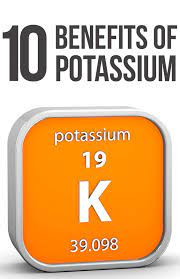 10 BENEFITS OF
POTASSIUM
potassium
19
K
39.098